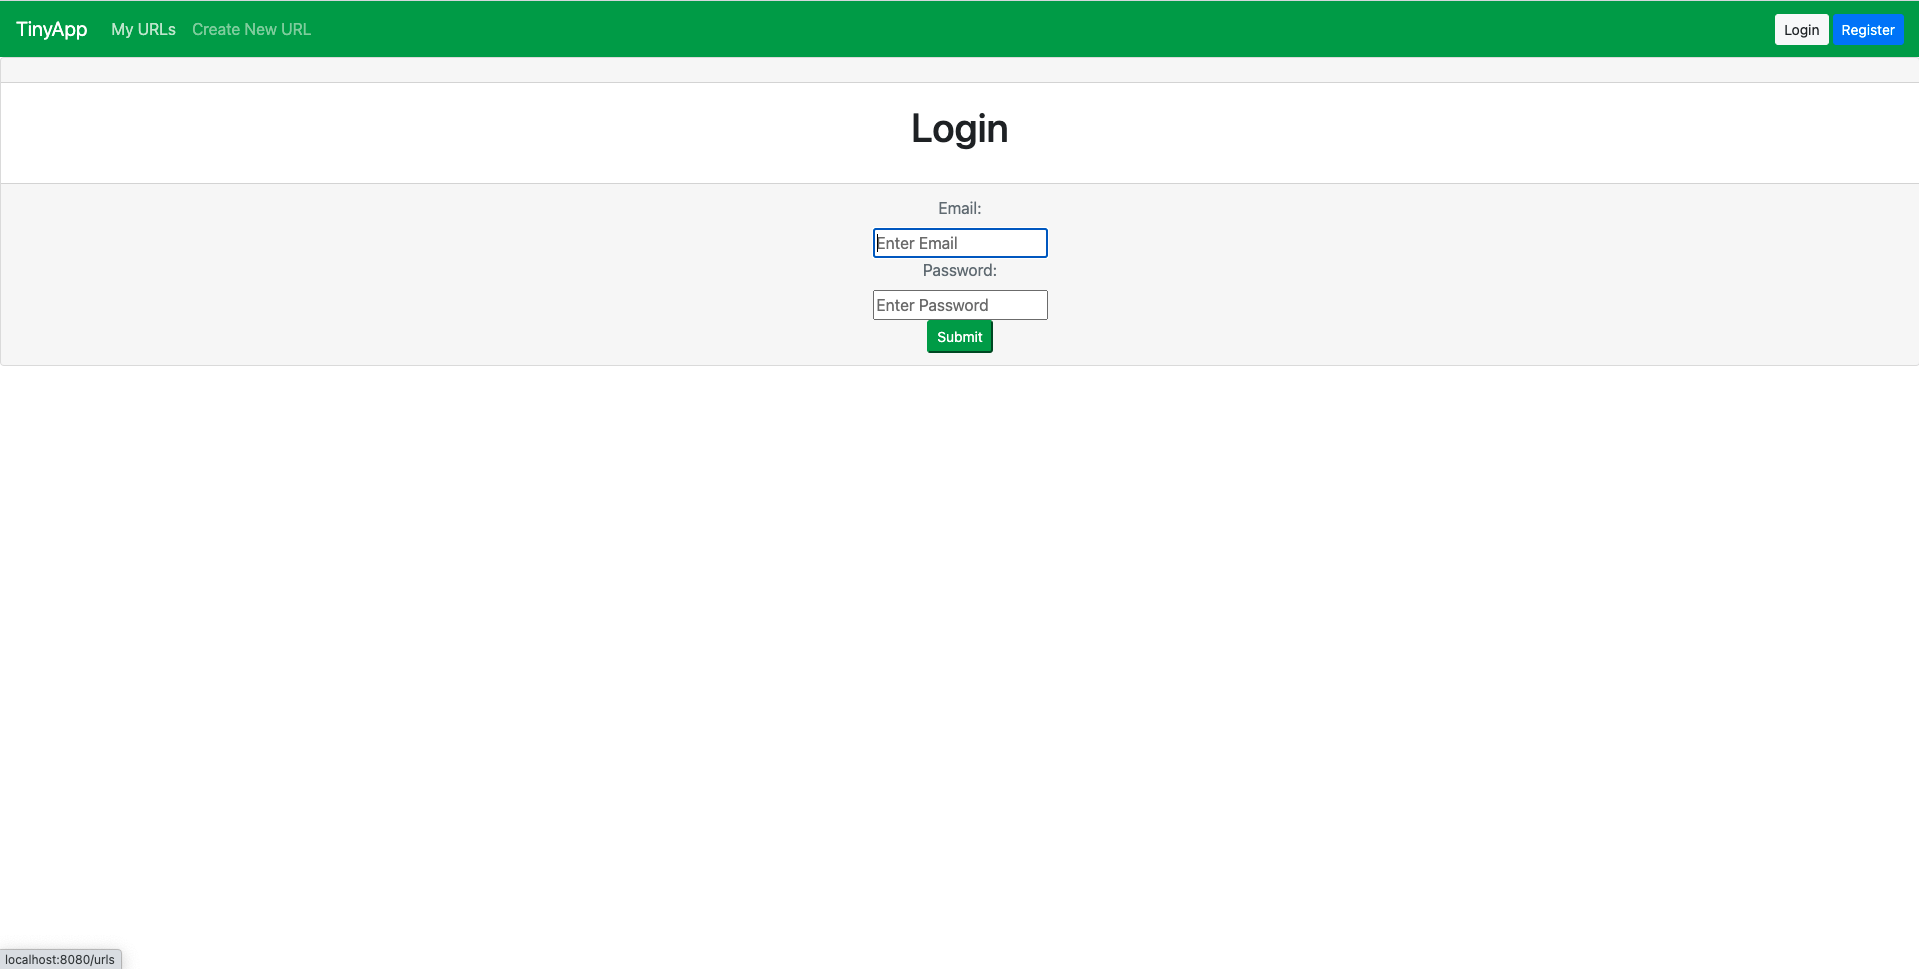 TinyApp My URLs Create New URL Login Register
Login
Email:
Enter Email
Password:
Enter Password
Submit
localhost:8080/urls